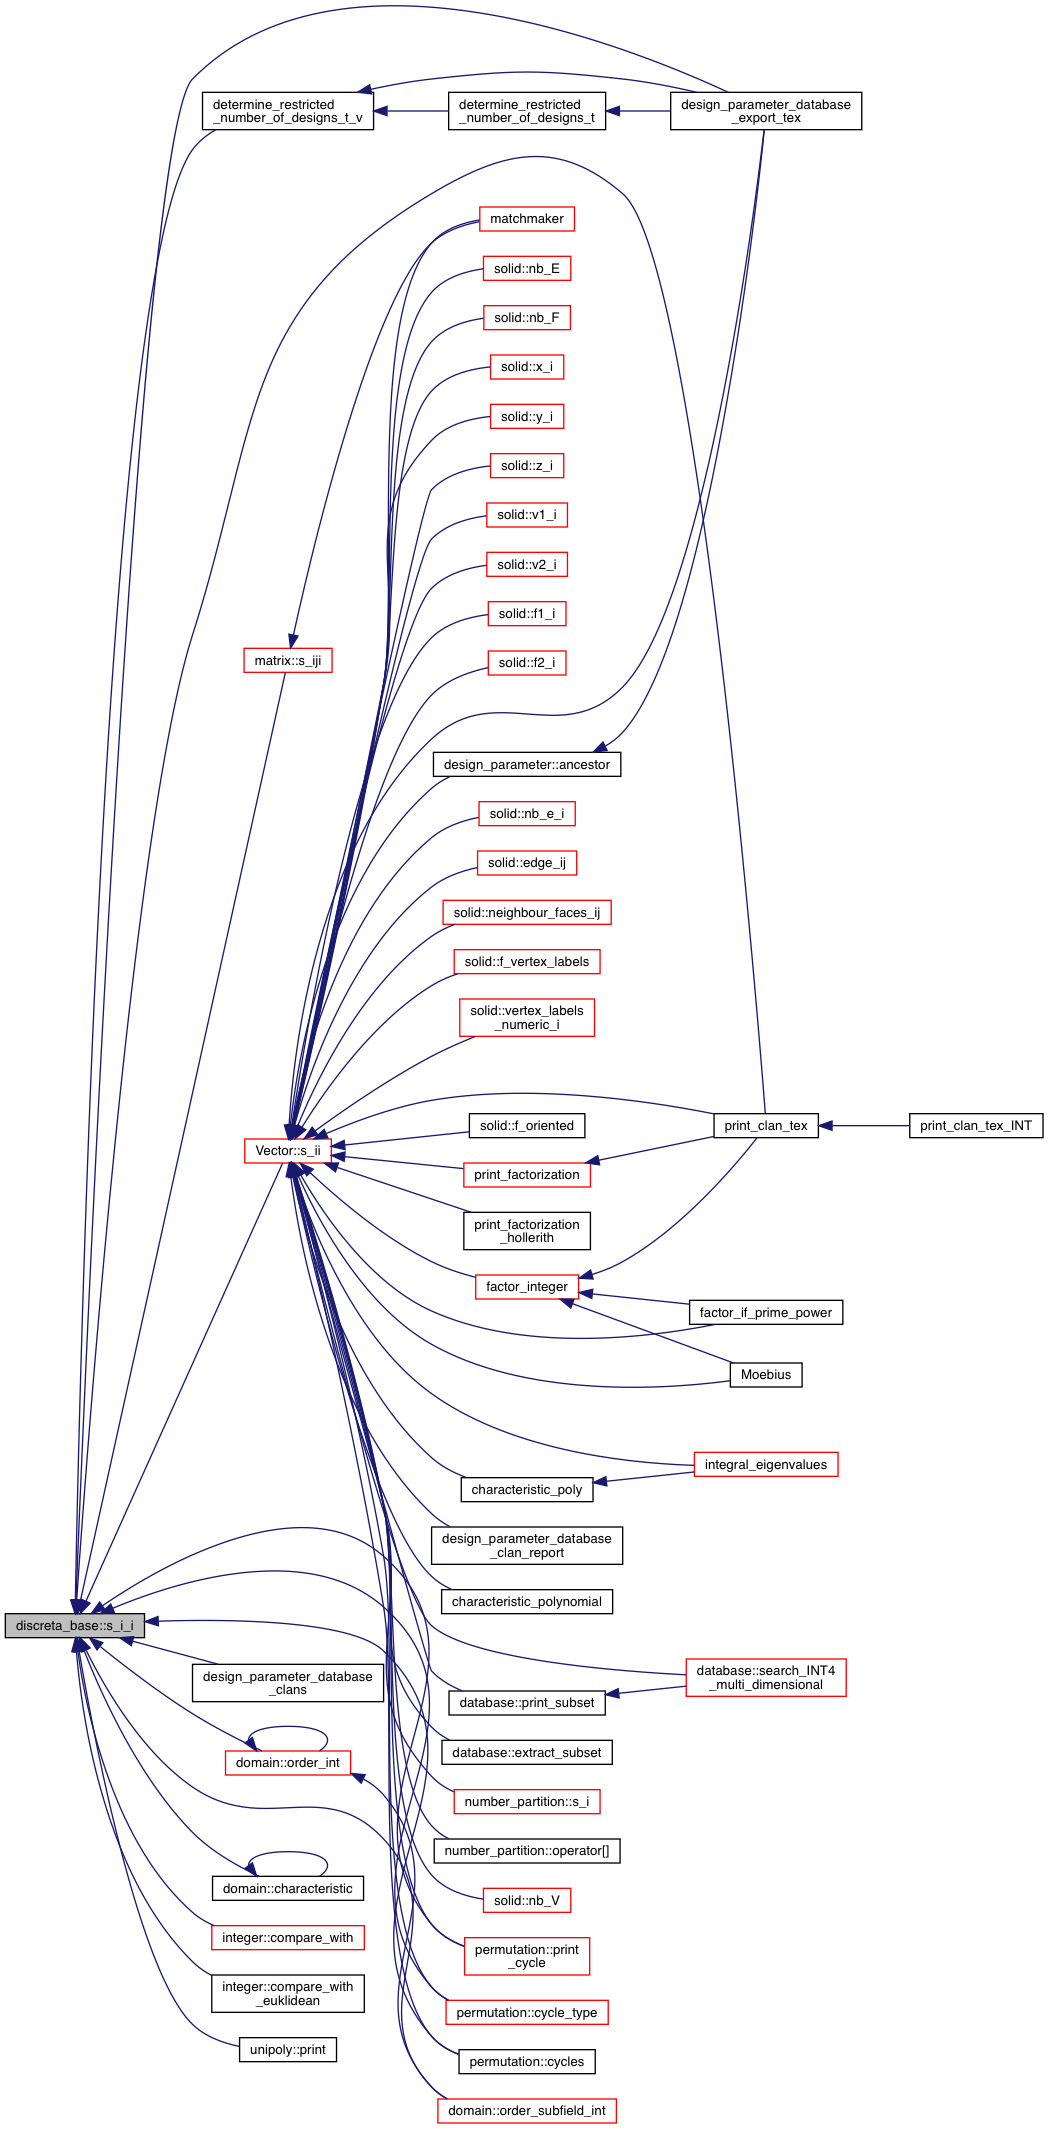 determine_restricted
_number_of_designs_t_v
determine_restricted
_number_of_designs_t
design_parameter_database
_export_tex
matchmaker
solid::nb_E
solid::nb_F
solid::x_i
solid::y_i
solid::z_i
solid::v1_i
solid::v2_i
solid::f1_i
matrix::s_iji
solid::f2_i
design_parameter::ancestor
solid::nb_e_i
solid::edge_ij
solid::neighbour_faces_ij
solid::f_vertex_labels
solid::vertex_labels
_numeric_i
solid::f_oriented
print_clan_tex
print_clan_tex_INT
Vector::s_ii
print_factorization
print_factorization
_hollerith
factor_integer
factor_if_prime_power
Moebius
integral_eigenvalues
characteristic_poly
design_parameter_database
_clan_report
characteristic_polynomial
discreta_base::s_i_i
design_parameter_database
_clans
database::search_INT4
_multi_dimensional
database::print_subset
database::extract_subset
domain::order_int
number_partition::s_i
number_partition::operator[]
domain::characteristic
solid::nb_V
integer::compare_with
permutation::print
_cycle
integer::compare_with
_euklidean
permutation::cycle_type
unipoly::print
permutation::cycles
domain::order_subfield_int